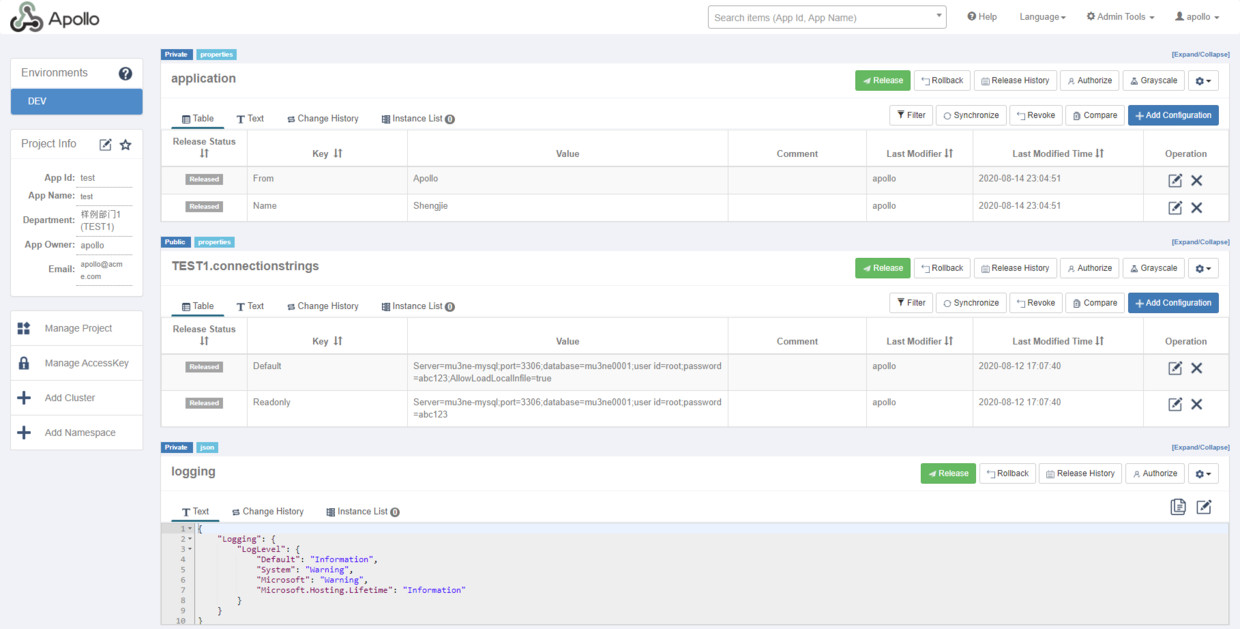 Apollo
Search items (App Id, App Name)
Help
Language
Admin Tools
apollo
Environments
DEV
Project Info
App Id: test
App Name: test
Department: 样例部门1
(TEST1)
App Owner: apollo
Email: apollo@acm
e.com
Manage Project
Manage AccessKey
Add Cluster
Add Namespace
Private properties [Expand/Collapse]
application Release Rollback Release History Authorize Grayscale
Table Text Change History Instance List 0 Filter Synchronize Revoke Compare Add Configuration
Release Status Key Value Comment Last Modifier Last Modified Time Operation
Released From Apollo apollo 2020-08-14 23:04:51
Released Name Shengjie apollo 2020-08-14 23:04:51
Public properties [Expand/Collapse]
TEST1.connectionstrings Release Rollback Release History Authorize Grayscale
Table Text Change History Instance List 0 Filter Synchronize Revoke Compare Add Configuration
Release Status Key Value Comment Last Modifier Last Modified Time Operation
Released Default Server=mu3ne-mysql;port=3306;database=mu3ne0001;user id=root;password apollo 2020-08-12 17:07:40
=abc123;AllowLoadLocalInfile=true
Released Readonly Server=mu3ne-mysql;port=3306;database=mu3ne0001;user id=root;password apollo 2020-08-12 17:07:40
=abc123
Private json [Expand/Collapse]
logging Release Rollback Release History Authorize
Text Change History Instance List 0
1 {
2 "Logging": {
3 "LogLevel": {
4 "Default": "Information",
5 "System": "Warning",
6 "Microsoft": "Warning",
7 "Microsoft.Hosting.Lifetime": "Information"
8 }
9 }
10 }